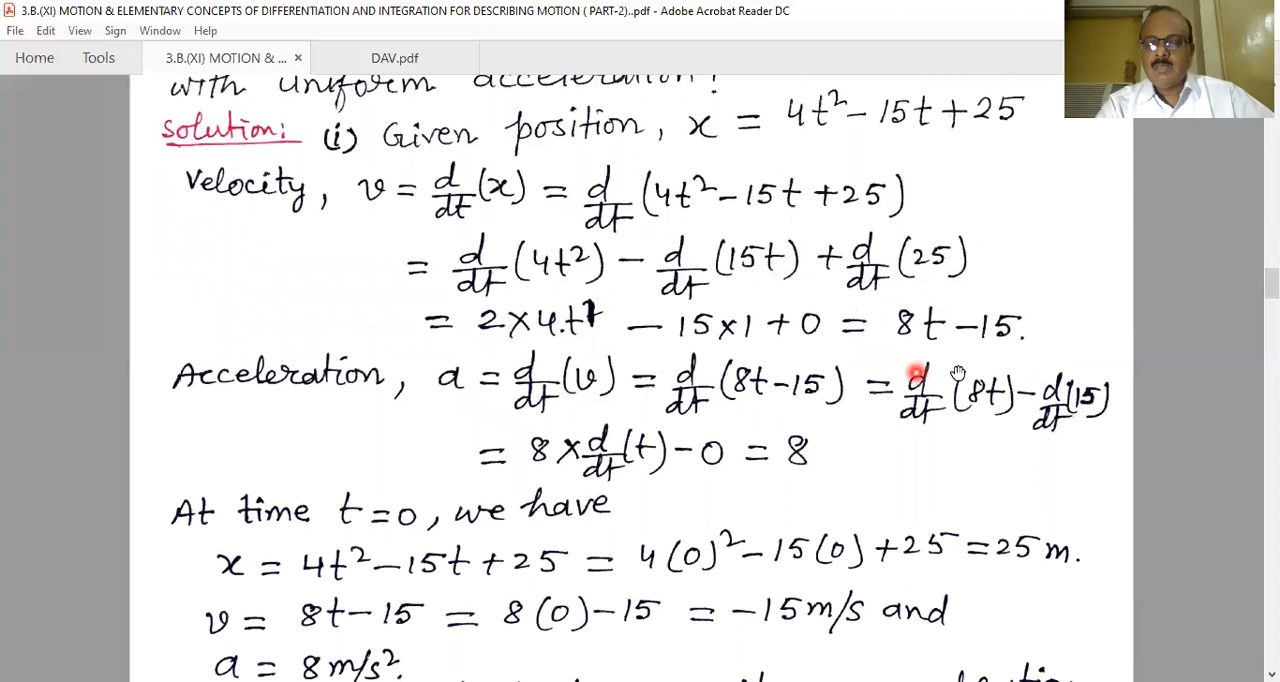 3.B.(XI) MOTION & ELEMENTARY CONCEPTS OF DIFFERENTIATION AND INTEGRATION FOR DESCRIBING MOTION ( PART-2)..pdf - Adobe Acrobat Reader DC
File Edit View Sign Window Help
Home Tools 3.B.(XI) MOTION & ... × DAV.pdf
with uniform acceleration?
Solution: (i) Given position, x = 4t² - 15t + 25
Velocity, v = d/dt (x) = d/dt (4t² - 15t + 25)
= d/dt (4t²) - d/dt (15t) + d/dt (25)
= 2 × 4.t¹ - 15 × 1 + 0 = 8t - 15.
Acceleration, a = d/dt (v) = d/dt (8t - 15) = d/dt (8t) - d/dt (15)
= 8 × d/dt (t) - 0 = 8
At time t = 0, we have
x = 4t² - 15t + 25 = 4(0)² - 15(0) + 25 = 25 m.
v = 8t - 15 = 8(0) - 15 = -15 m/s and
a = 8 m/s².